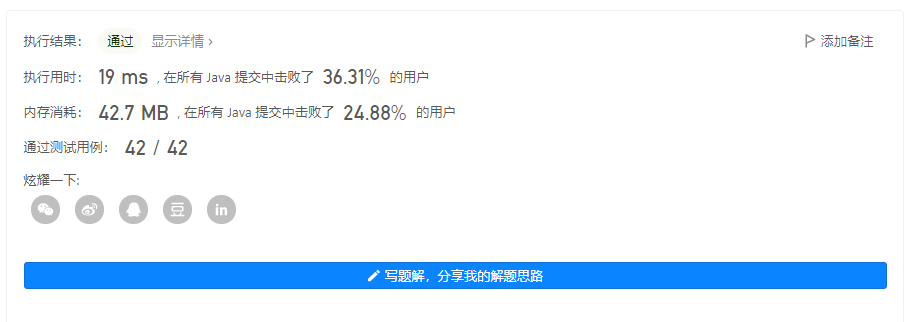 执行结果： 通过 显示详情 › 添加备注
执行用时： 19 ms , 在所有 Java 提交中击败了 36.31% 的用户
内存消耗： 42.7 MB , 在所有 Java 提交中击败了 24.88% 的用户
通过测试用例： 42 / 42
炫耀一下:
豆 in
写题解，分享我的解题思路